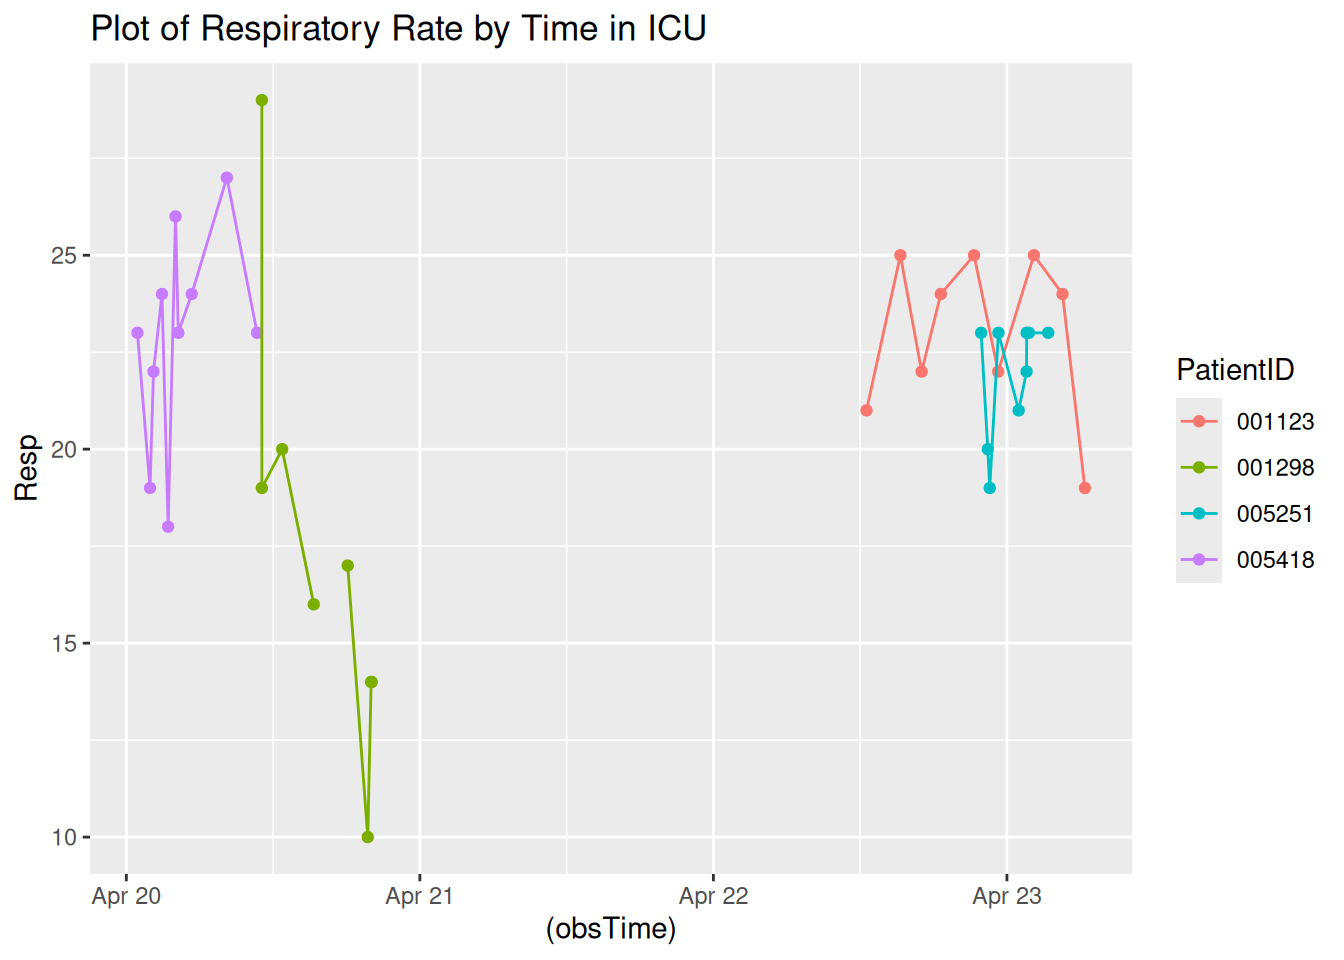 Plot of Respiratory Rate by Time in ICU
25
20
15
10
Resp
Apr 20
Apr 21
Apr 22
Apr 23
(obsTime)
PatientID
001123
001298
005251
005418